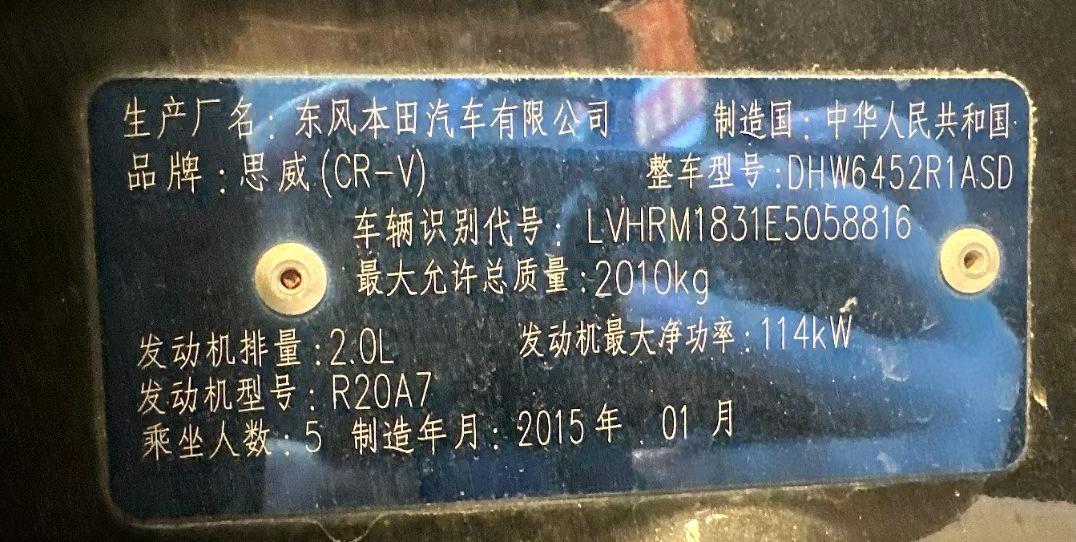 生产厂名：东风本田汽车有限公司 制造国：中华人民共和国
品牌：思威(CR-V) 整车型号：DHW6452R1ASD
车辆识别代号：LVHRM1831E5058816
最大允许总质量：2010kg
发动机排量：2.0L 发动机最大净功率：114kW
发动机型号：R20A7
乘坐人数：5 制造年月：2015年 01月